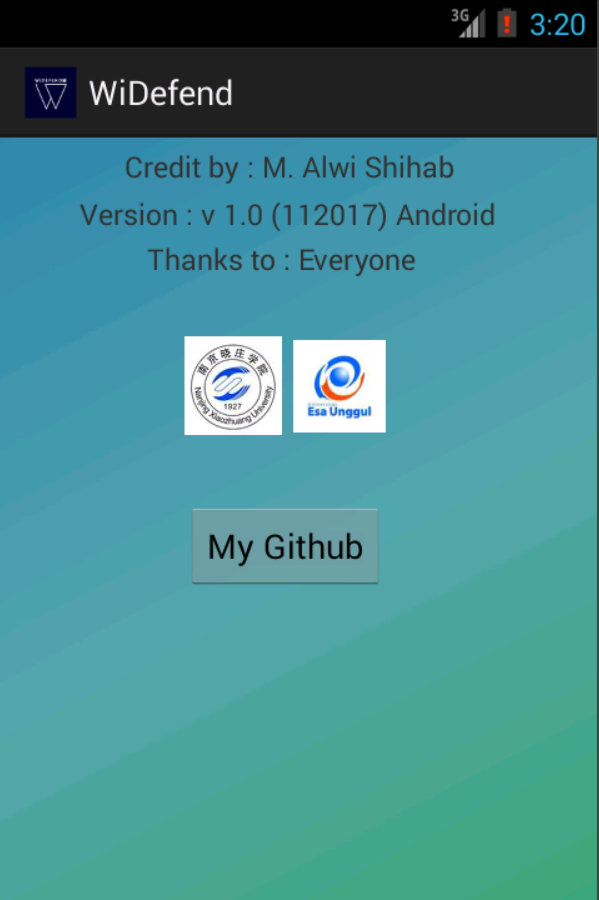 3G
3:20
WIDEFEND
WiDefend
Credit by : M. Alwi Shihab
Version : v 1.0 (112017) Android
Thanks to : Everyone
南京晓庄学院
1927
Nanjing Xiaozhuang University
Esa Unggul
My Github